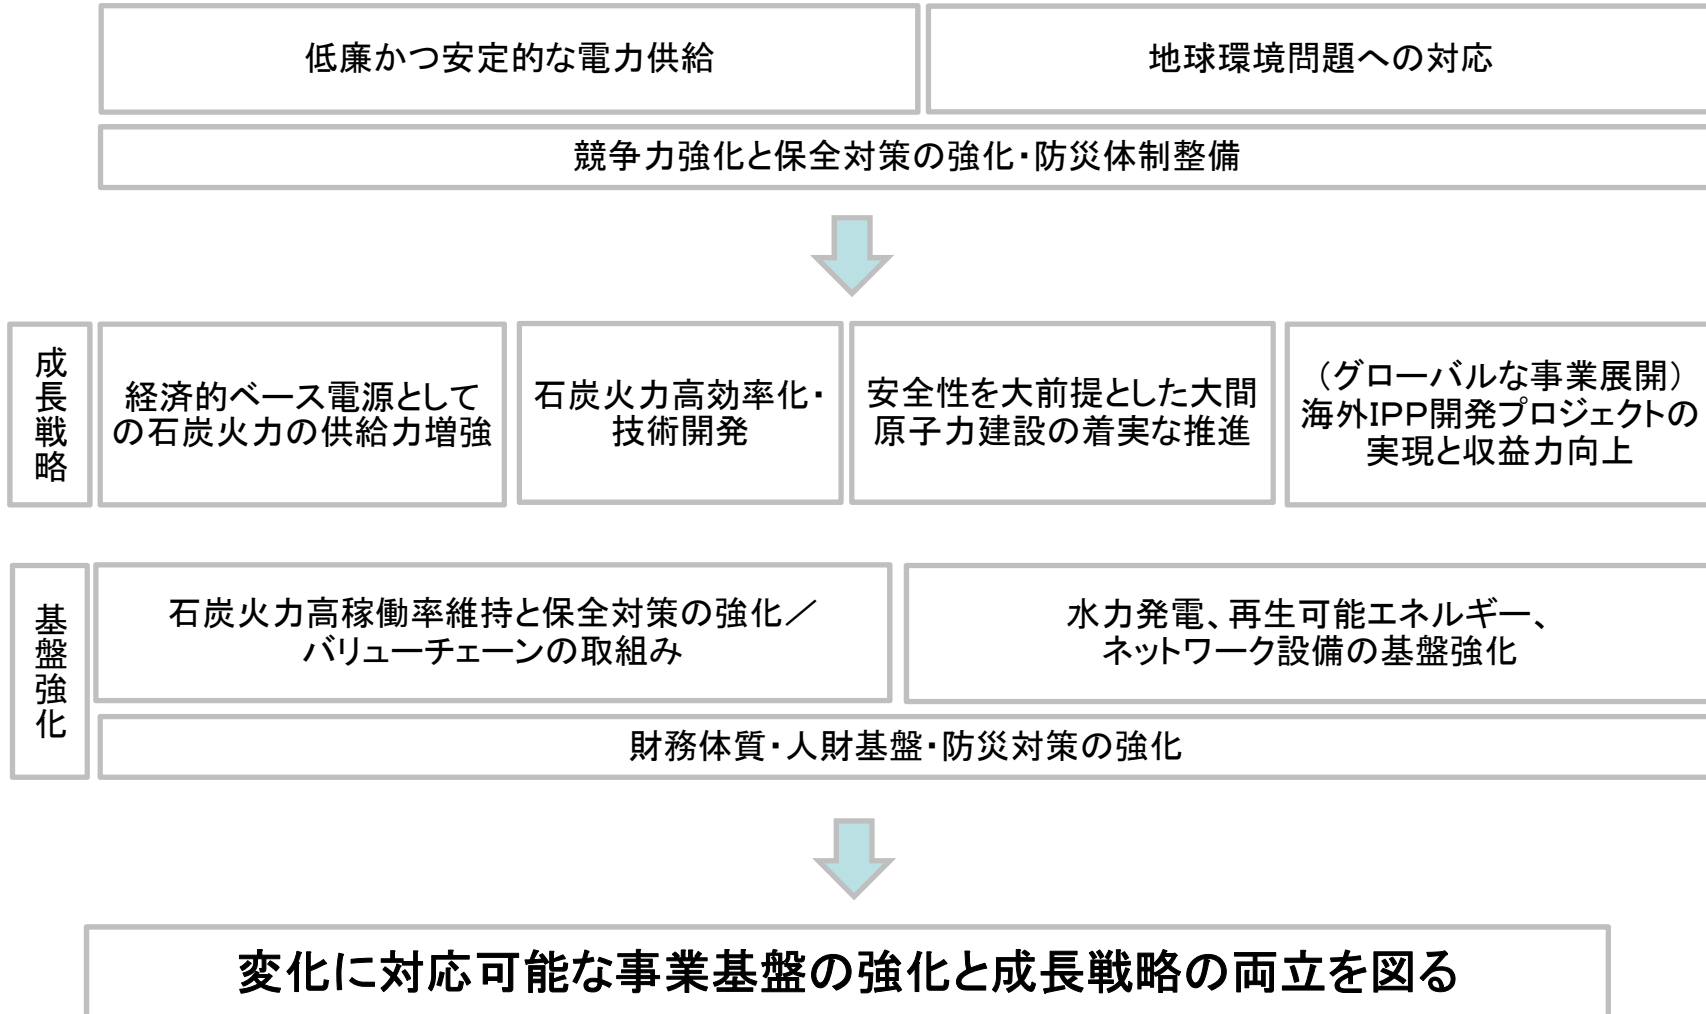 低廉かつ安定的な電力供給
地球環境問題への対応
競争力強化と保全対策の強化・防災体制整備
成長戦略
経済的ベース電源として
の石炭火力の供給力増強
石炭火力高効率化・
技術開発
安全性を大前提とした大間
原子力建設の着実な推進
（グローバルな事業展開）
海外IPP開発プロジェクトの
実現と収益力向上
基盤強化
石炭火力高稼働率維持と保全対策の強化／
バリューチェーンの取組み
水力発電、再生可能エネルギー、
ネットワーク設備の基盤強化
財務体質・人財基盤・防災対策の強化
変化に対応可能な事業基盤の強化と成長戦略の両立を図る